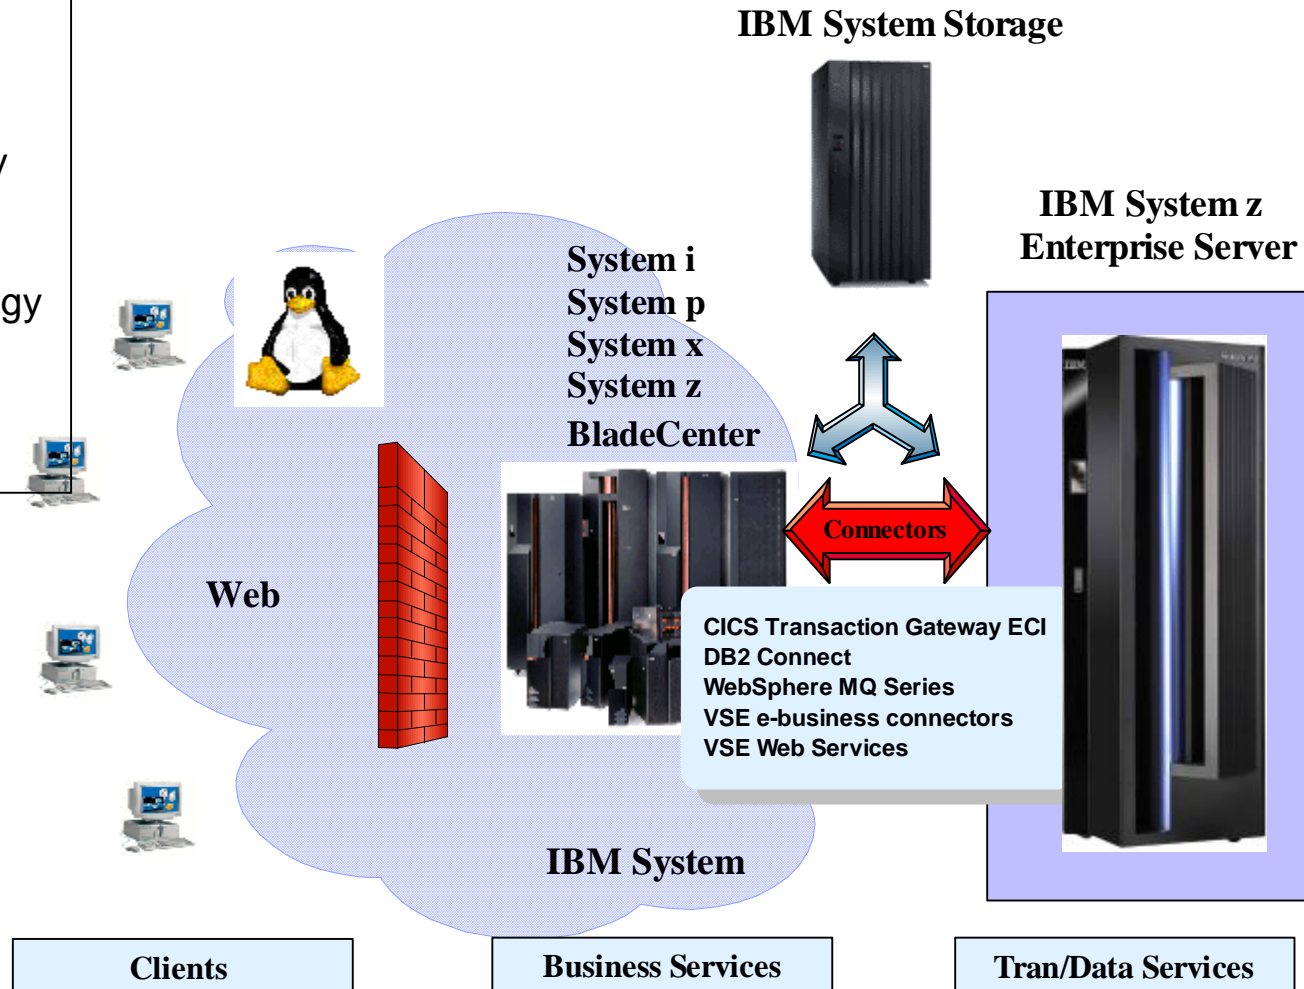 IBM System Storage
gy
IBM System z
Enterprise Server
System i
System p
System x
System z
BladeCenter
Connectors
Web
CICS Transaction Gateway ECI
DB2 Connect
WebSphere MQ Series
VSE e-business connectors
VSE Web Services
IBM System
Clients
Business Services
Tran/Data Services